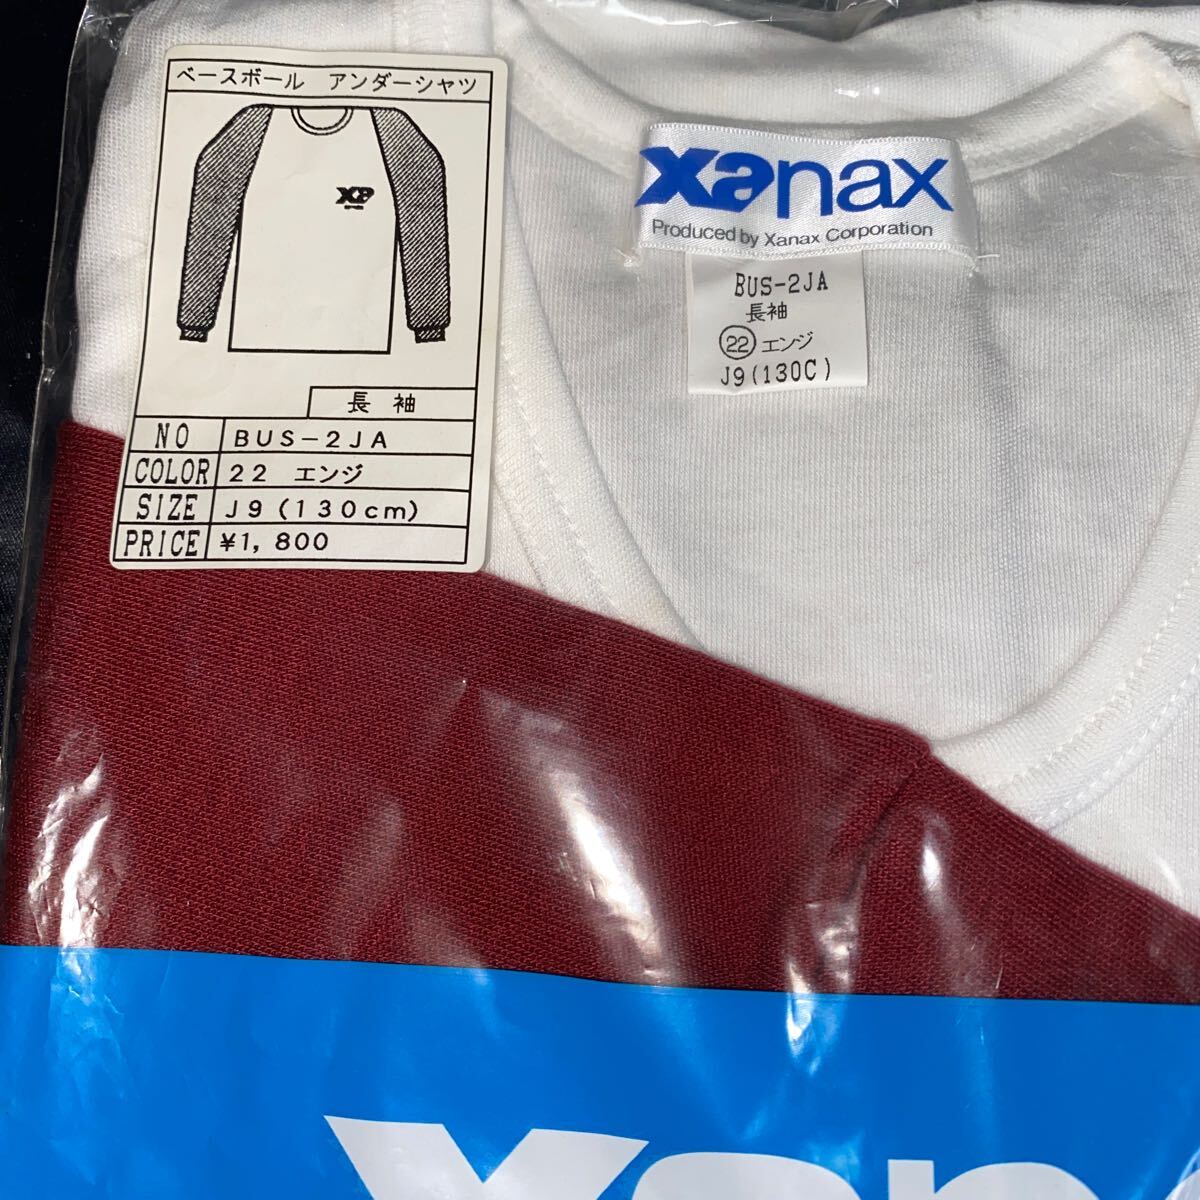 ベースボール アンダーシャツ
XP
長 袖
NO BUS-2JA
COLOR 22 エンジ
SIZE J9(130cm)
PRICE ¥1,800
xanax
Produced by Xanax Corporation
BUS-2JA
長袖
22 エンジ
J9(130C)
xan